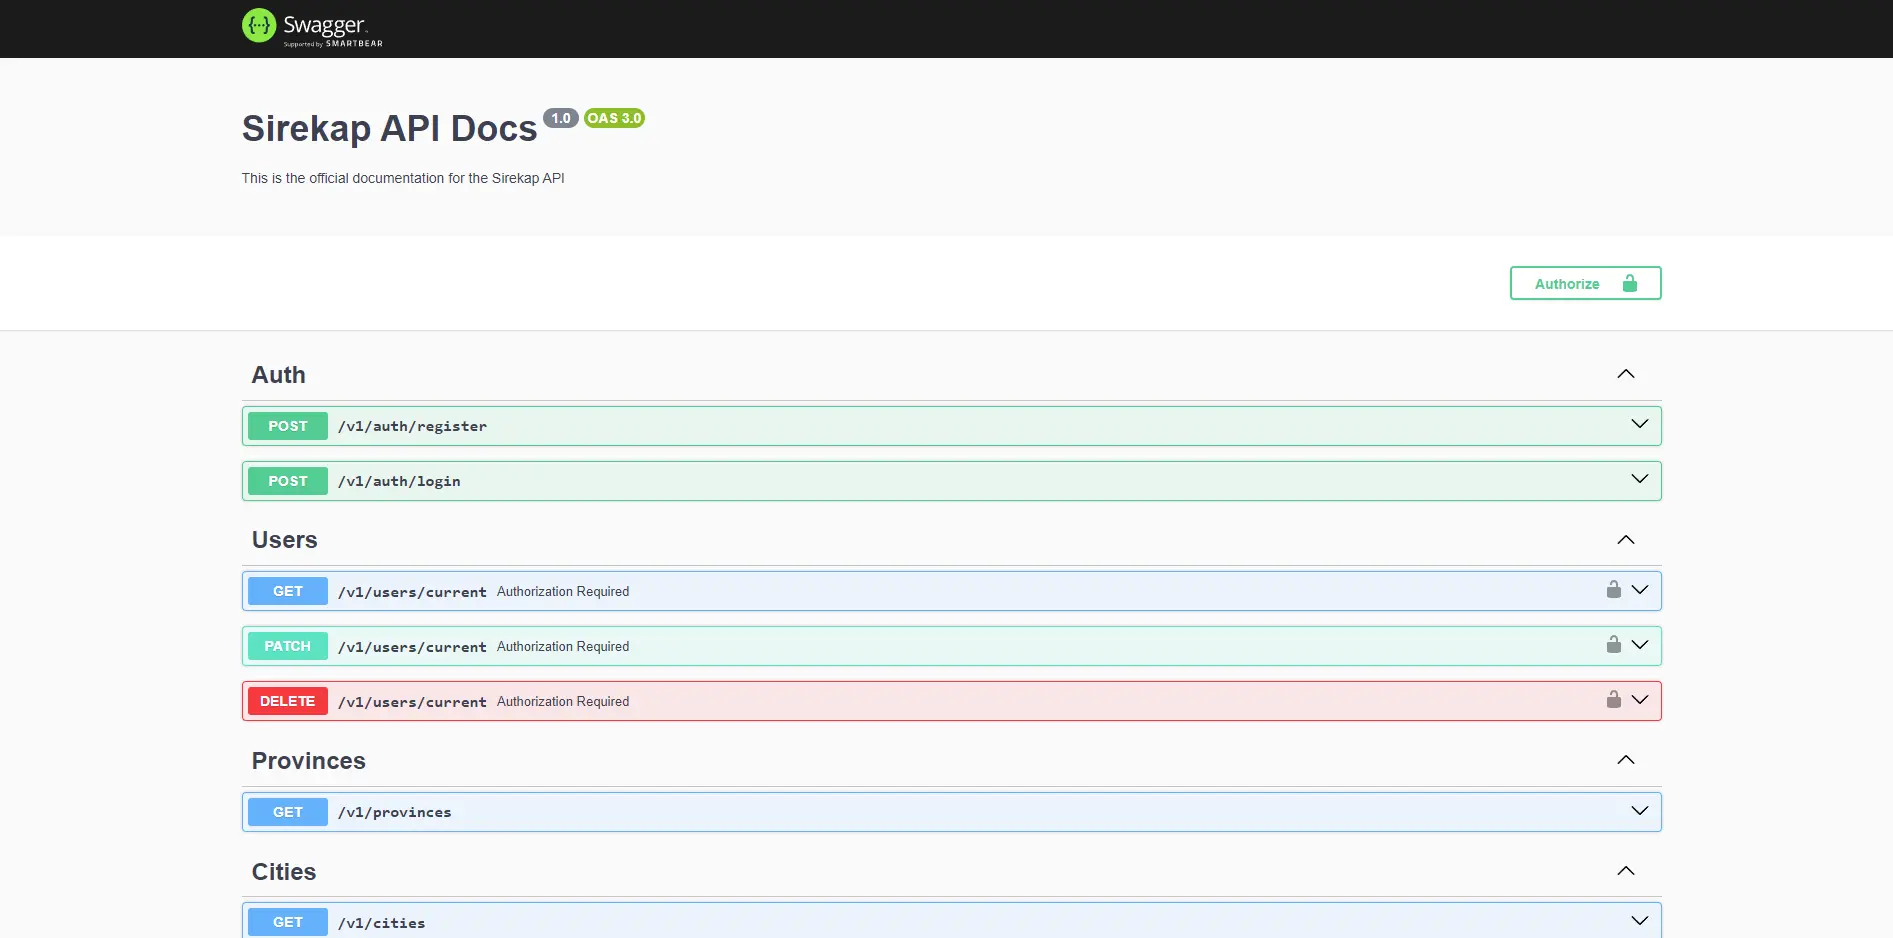 {···} Swagger
Supported by SMARTBEAR
Sirekap API Docs 1.0 OAS 3.0
This is the official documentation for the Sirekap API
Authorize
Auth
POST /v1/auth/register
POST /v1/auth/login
Users
GET /v1/users/current Authorization Required
PATCH /v1/users/current Authorization Required
DELETE /v1/users/current Authorization Required
Provinces
GET /v1/provinces
Cities
GET /v1/cities